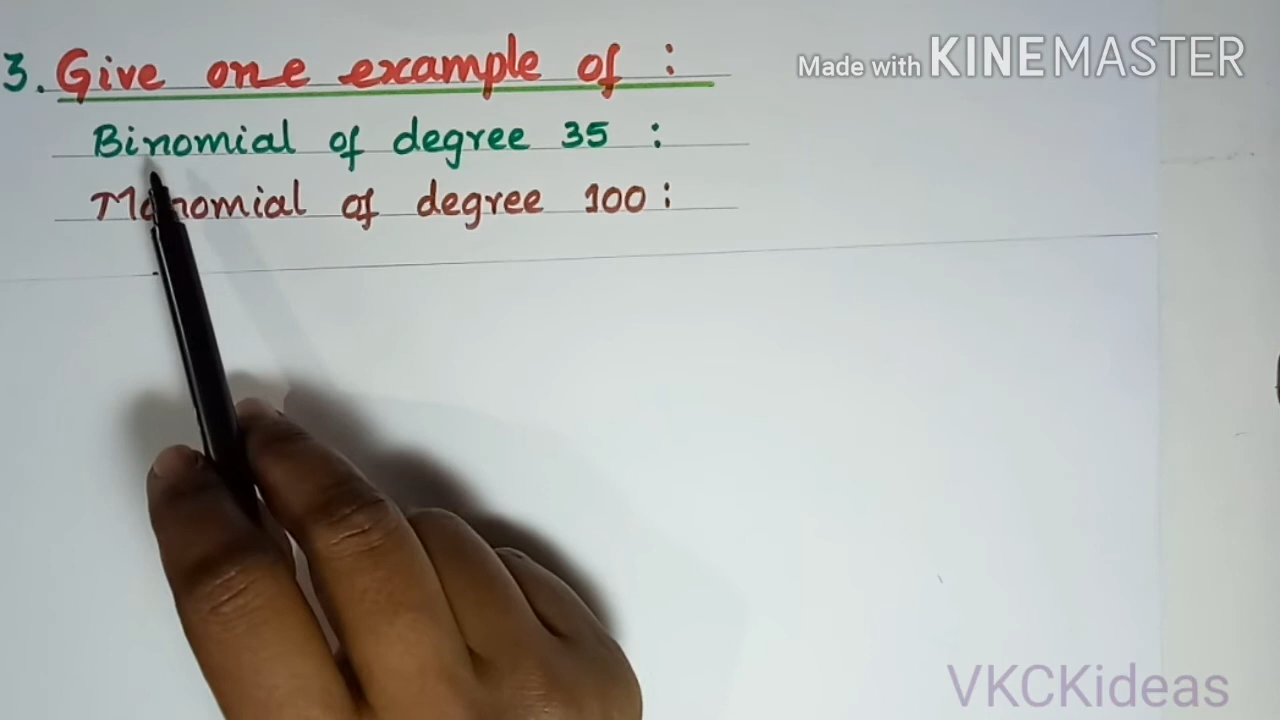 3. Give one example of :
Made with KINEMASTER
Binomial of degree 35 :
Monomial of degree 100 :
VKCKideas